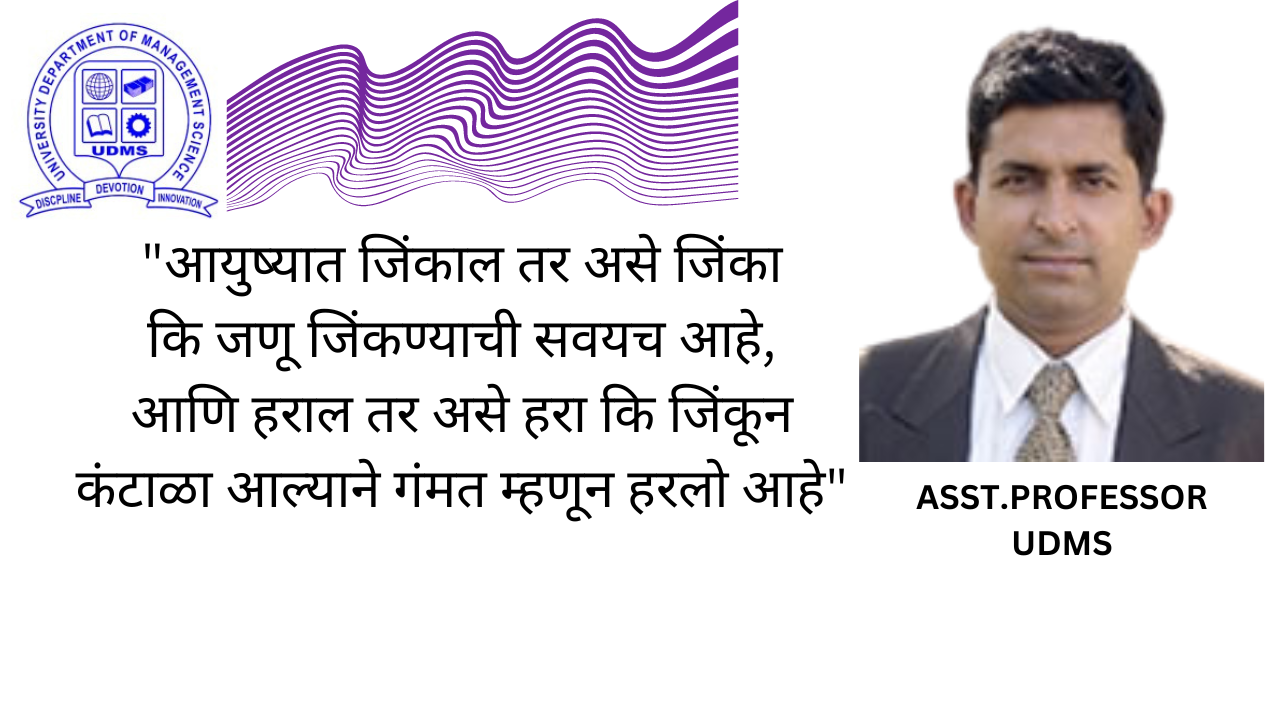 UNIVERSITY DEPARTMENT OF MANAGEMENT SCIENCE
UDMS
DISCPLINE
DEVOTION
INNOVATION
"आयुष्यात जिंकाल तर असे जिंका
कि जणू जिंकण्याची सवयच आहे,
आणि हराल तर असे हरा कि जिंकून
कंटाळा आल्याने गंमत म्हणून हरलो आहे"
ASST.PROFESSOR
UDMS